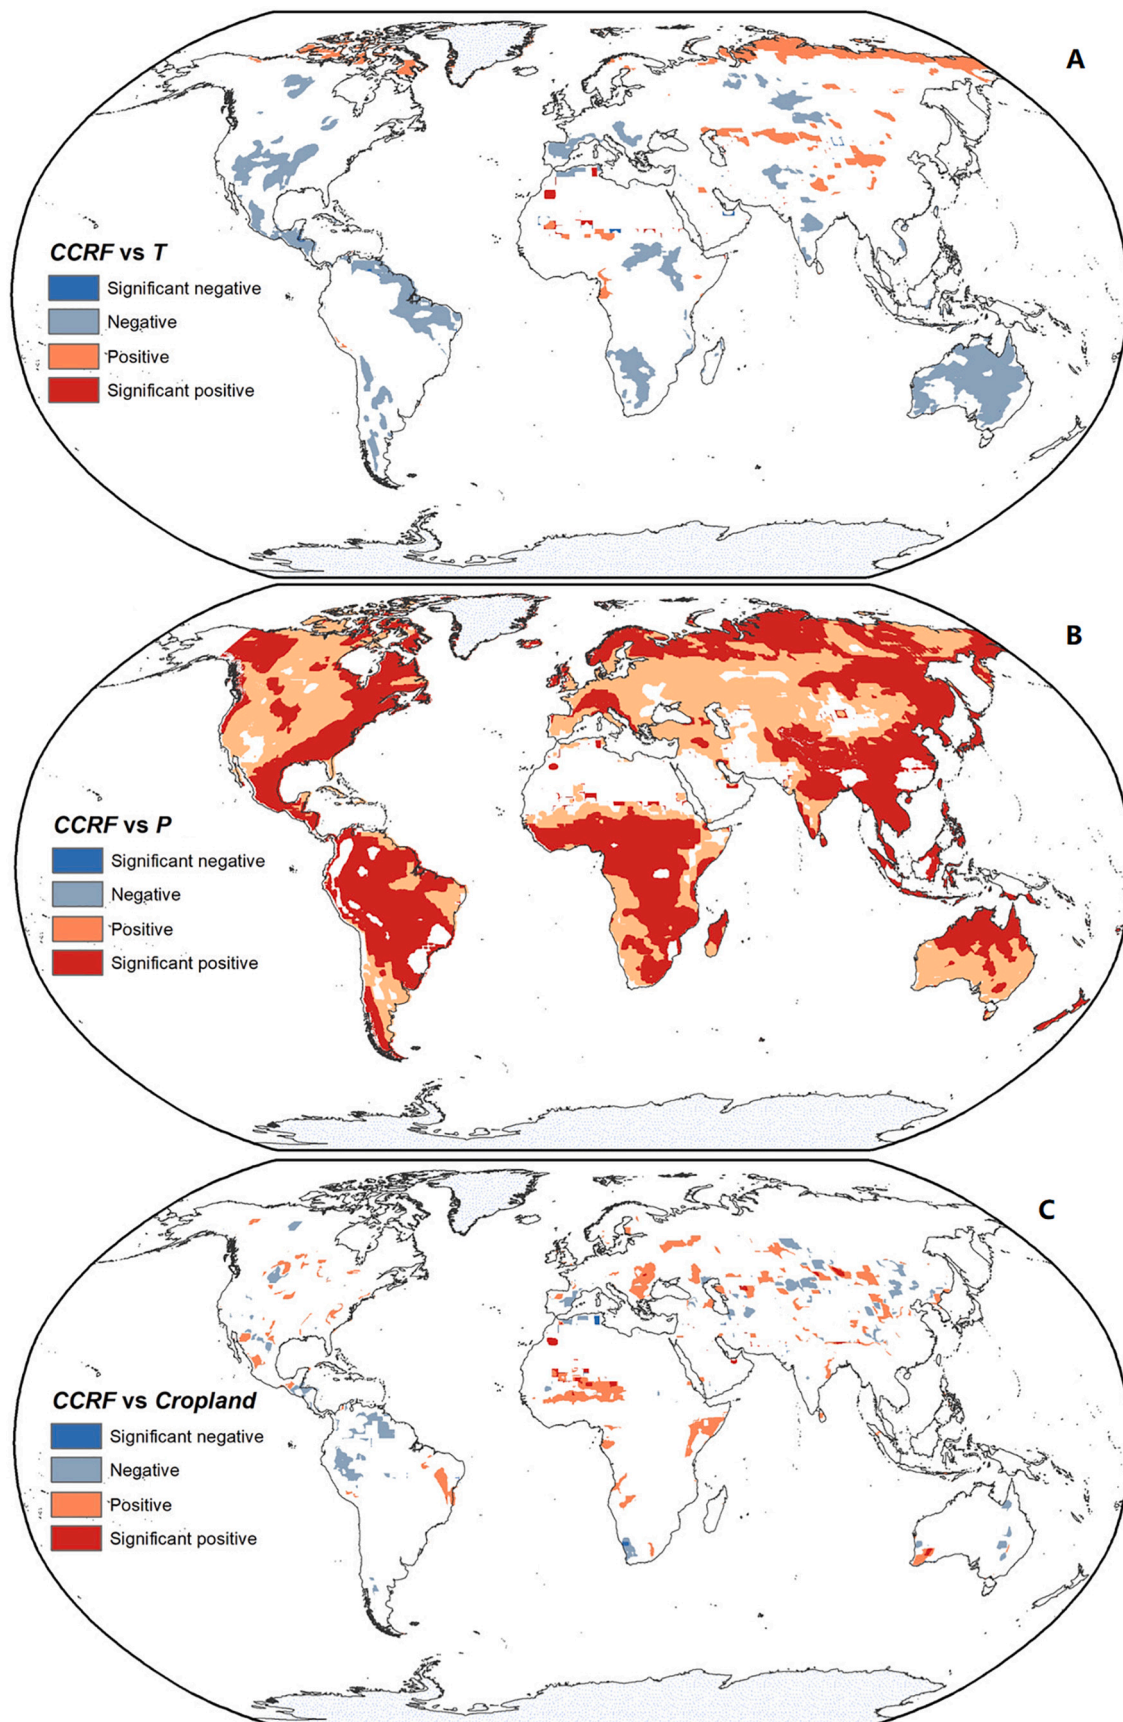 A
CCRF vs T
Significant negative
Negative
Positive
Significant positive
B
CCRF vs P
Significant negative
Negative
Positive
Significant positive
C
CCRF vs Cropland
Significant negative
Negative
Positive
Significant positive